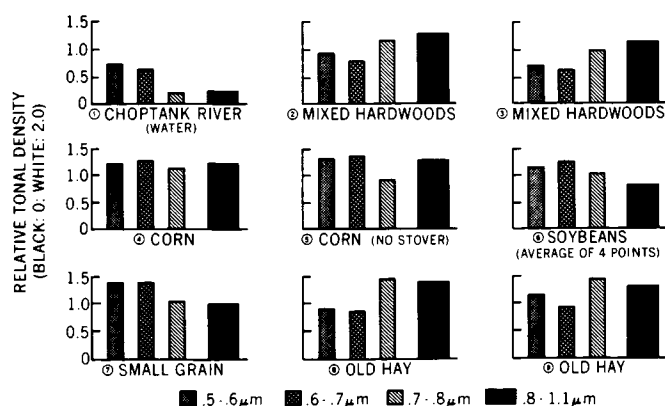 RELATIVE TONAL DENSITY
(BLACK: 0; WHITE: 2.0)
1.5
1.0
0.5
0
① CHOPTANK RIVER
(WATER)
② MIXED HARDWOODS
③ MIXED HARDWOODS
1.5
1.0
0.5
0
④ CORN
⑤ CORN (NO STOVER)
⑥ SOYBEANS
(AVERAGE OF 4 POINTS)
1.5
1.0
0.5
0
⑦ SMALL GRAIN
⑧ OLD HAY
⑨ OLD HAY
.5-.6µm
.6-.7µm
.7-.8µm
.8-1.1µm